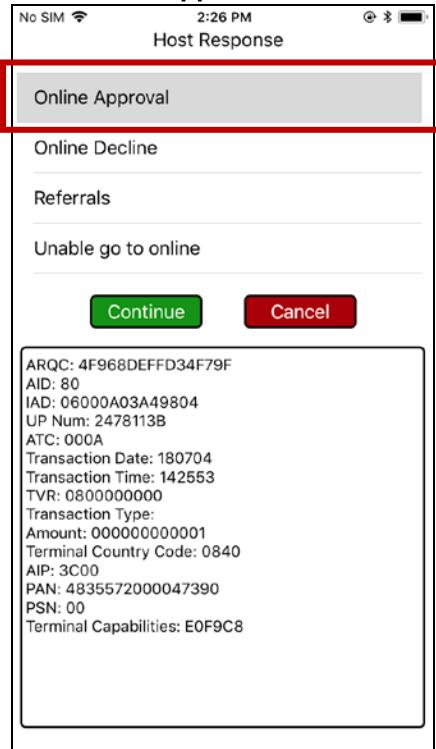 No SIM 2:26 PM
Host Response
Online Approval
Online Decline
Referrals
Unable go to online
Continue Cancel
ARQC: 4F968DEFFD34F79F
AID: 80
IAD: 06000A03A49804
UP Num: 2478113B
ATC: 000A
Transaction Date: 180704
Transaction Time: 142553
TVR: 0800000000
Transaction Type:
Amount: 000000000001
Terminal Country Code: 0840
AIP: 3C00
PAN: 4835572000047390
PSN: 00
Terminal Capabilities: E0F9C8